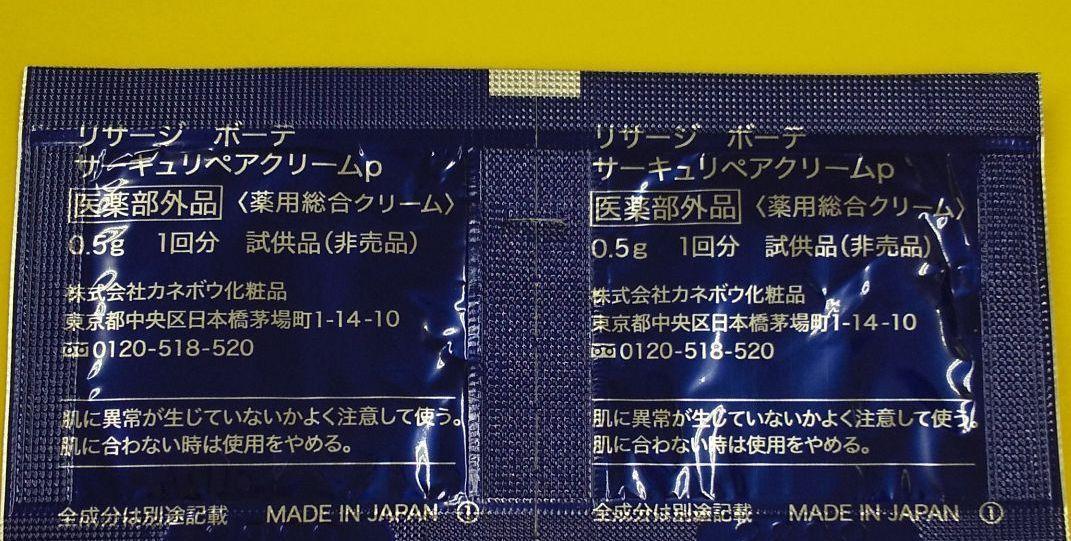 リサージ ボーテ
サーキュリペアクリームp
医薬部外品 〈薬用総合クリーム〉
0.5g 1回分 試供品(非売品)
株式会社カネボウ化粧品
東京都中央区日本橋茅場町1-14-10
0120-518-520
肌に異常が生じていないかよく注意して使う。
肌に合わない時は使用をやめる。
全成分は別途記載 MADE IN JAPAN ①
リサージ ボーテ
サーキュリペアクリームp
医薬部外品 〈薬用総合クリーム〉
0.5g 1回分 試供品(非売品)
株式会社カネボウ化粧品
東京都中央区日本橋茅場町1-14-10
0120-518-520
肌に異常が生じていないかよく注意して使う。
肌に合わない時は使用をやめる。
全成分は別途記載 MADE IN JAPAN ①